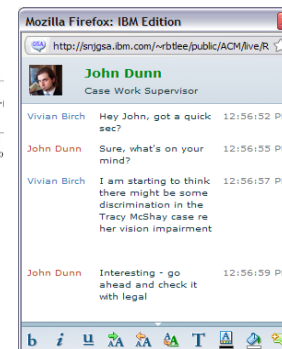 Mozilla Firefox: IBM Edition
http://snjgsa.ibm.com/~rbtlee/public/ACM/live/R
John Dunn
Case Work Supervisor
Vivian Birch Hey John, got a quick 12:56:52 P
sec?
John Dunn Sure, what's on your 12:56:55 P
mind?
Vivian Birch I am starting to think 12:56:57 P
there might be some
discrimination in the
Tracy McShay case re
her vision impairment
John Dunn Interesting - go 12:56:59 P
ahead and check it
with legal
b i u A A A T A